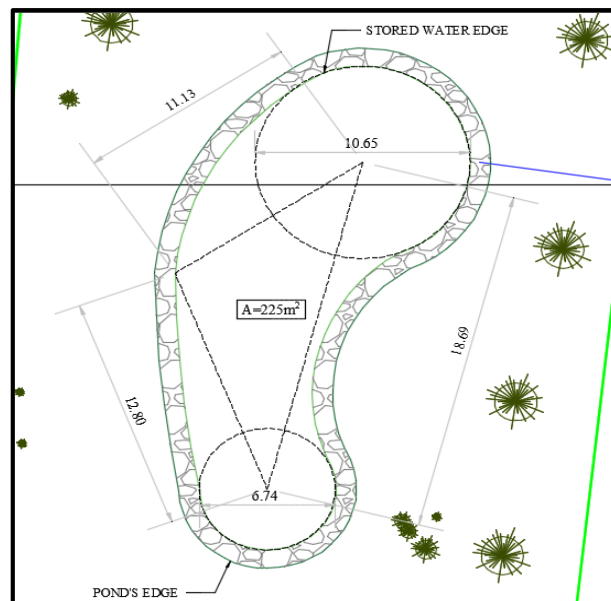 STORED WATER EDGE
11.13
10.65
A=225m²
18.69
12.80
6.74
POND'S EDGE